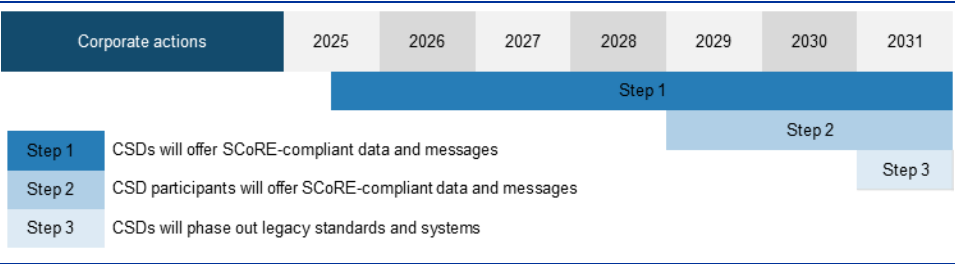 Corporate actions 2025 2026 2027 2028 2029 2030 2031
Step 1
Step 2
Step 3
Step 1 CSDs will offer SCoRE-compliant data and messages
Step 2 CSD participants will offer SCoRE-compliant data and messages
Step 3 CSDs will phase out legacy standards and systems